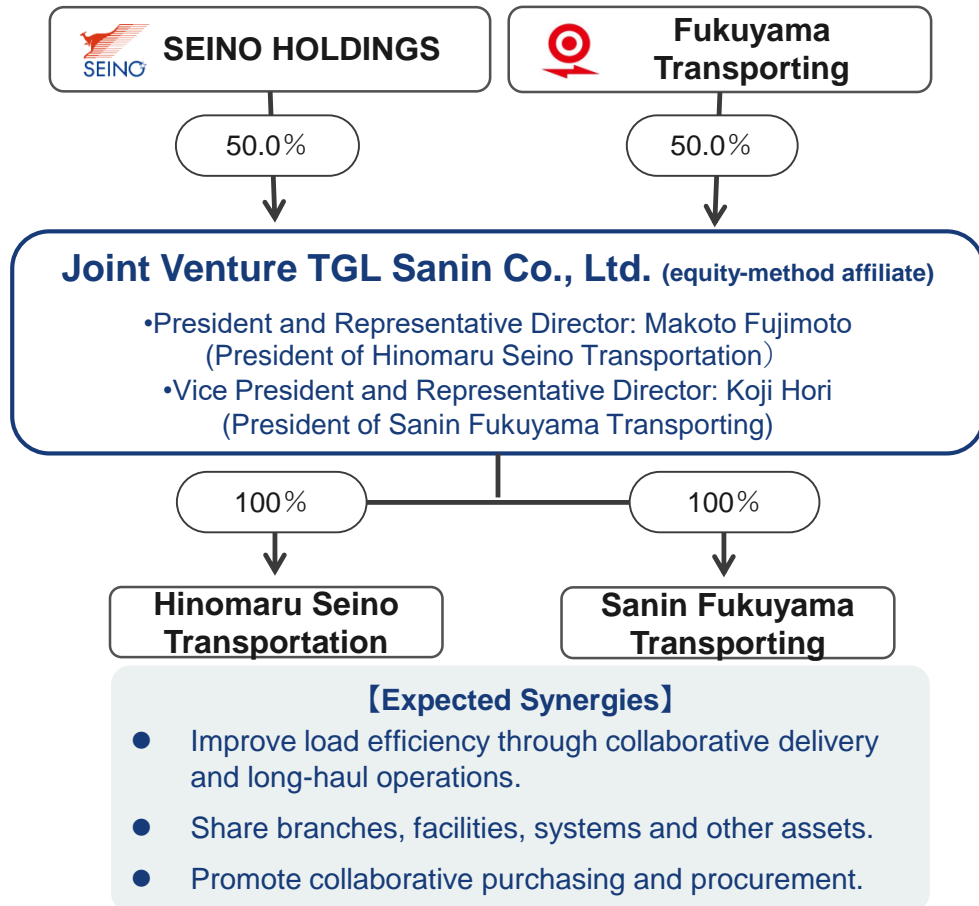 SEINO
SEINO HOLDINGS
Fukuyama
Transporting
50.0％
50.0％
Joint Venture TGL Sanin Co., Ltd. (equity-method affiliate)
•President and Representative Director: Makoto Fujimoto
(President of Hinomaru Seino Transportation）
•Vice President and Representative Director: Koji Hori
(President of Sanin Fukuyama Transporting)
100％
100％
Hinomaru Seino
Transportation
Sanin Fukuyama
Transporting
【Expected Synergies】
● Improve load efficiency through collaborative delivery
and long-haul operations.
● Share branches, facilities, systems and other assets.
● Promote collaborative purchasing and procurement.